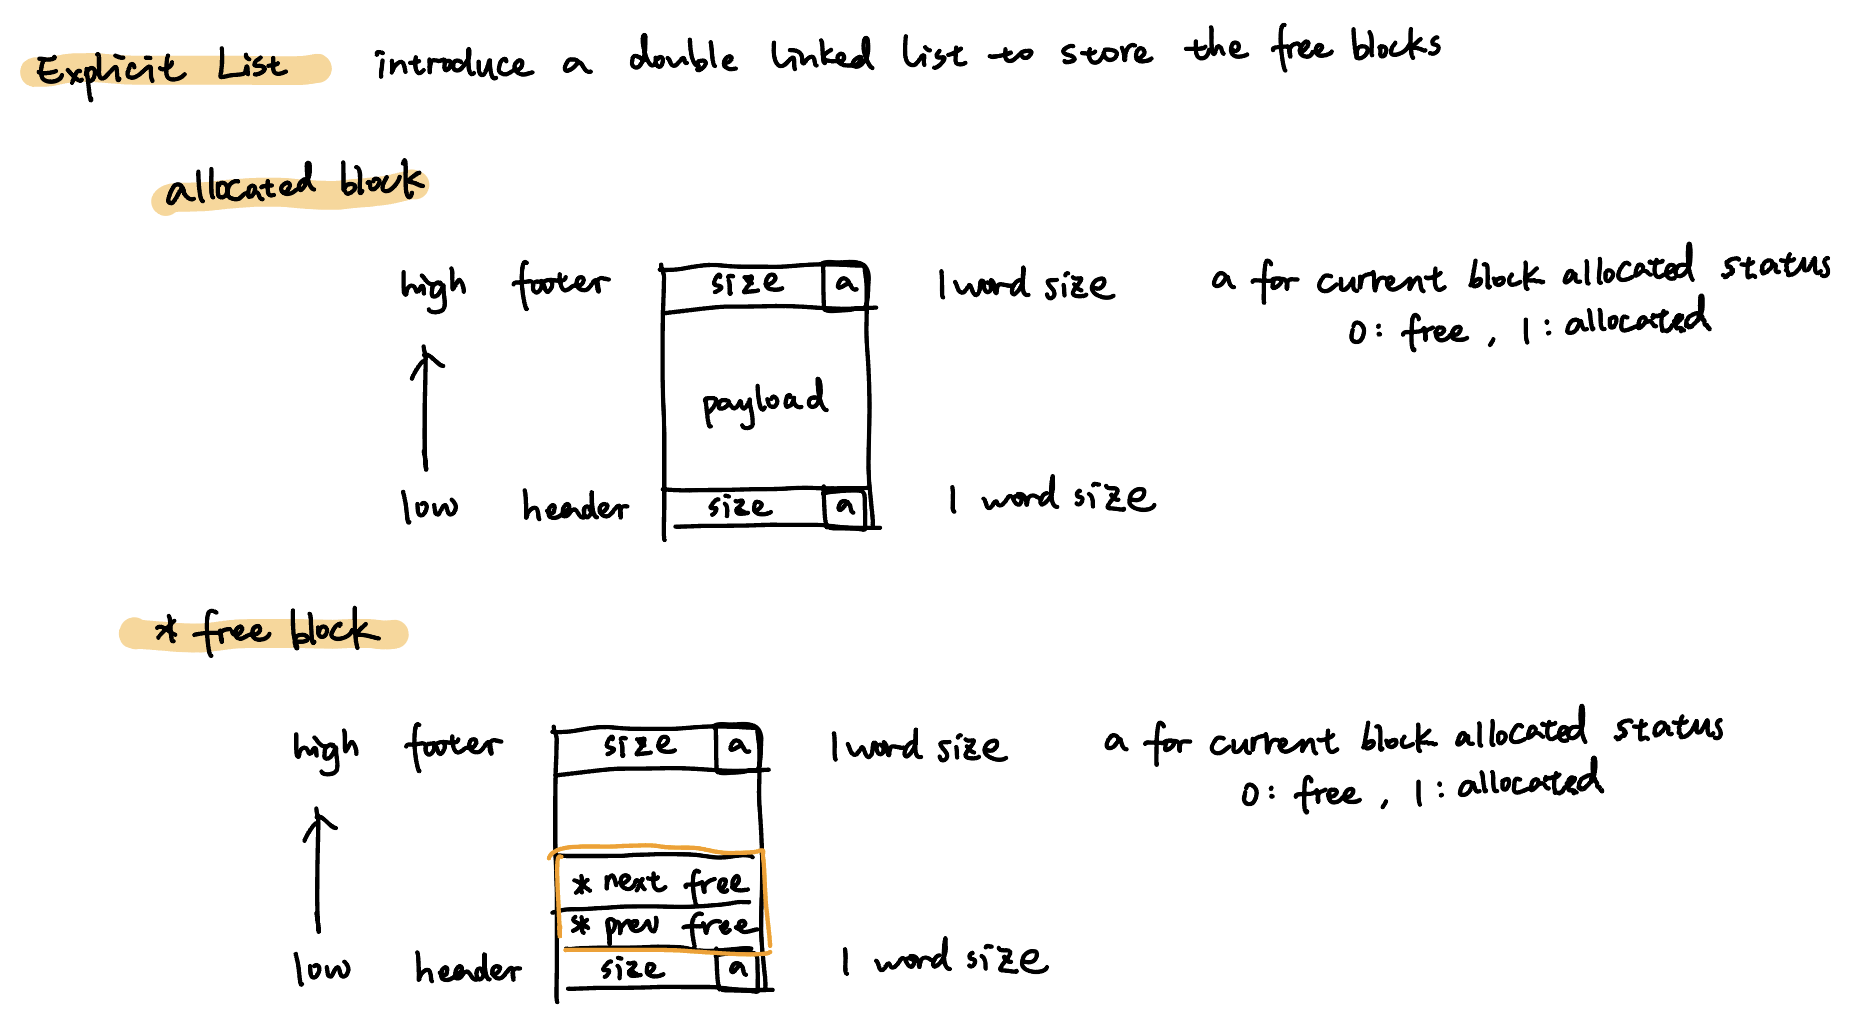 Explicit List introduce a double linked list to store the free blocks
allocated block
high footer size a 1 word size a for current block allocated status
0: free, 1: allocated
payload
low header size a 1 word size
* free block
high footer size a 1 word size a for current block allocated status
0: free, 1: allocated
* next free
* prev free
low header size a 1 word size